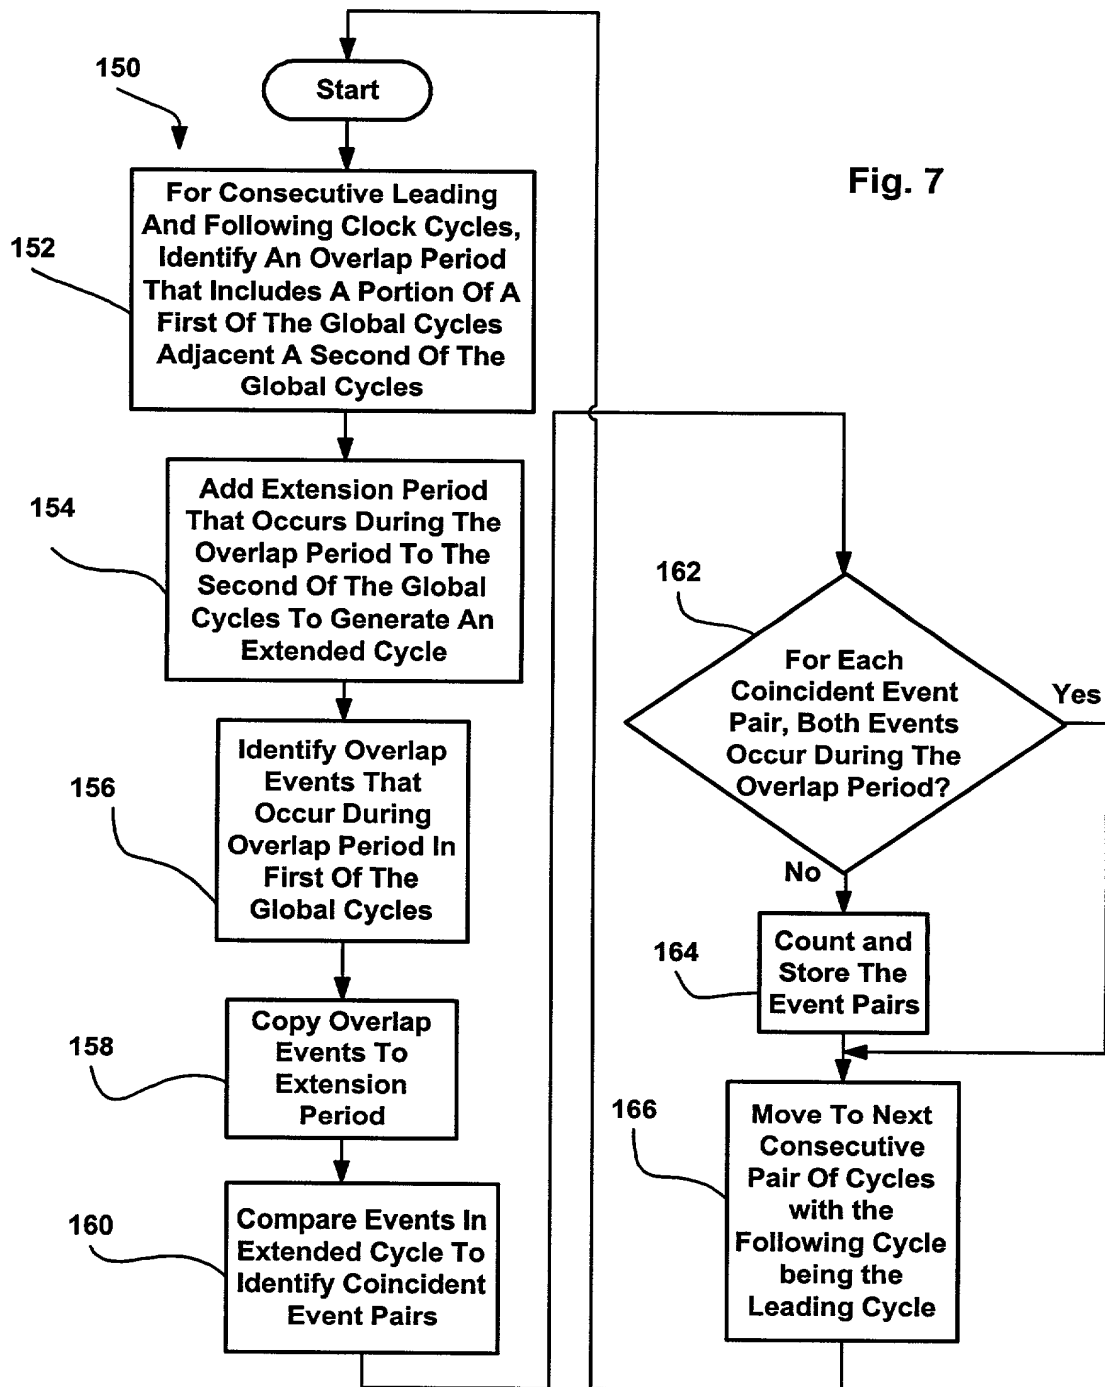 150
Start
Fig. 7
152
For Consecutive Leading
And Following Clock Cycles,
Identify An Overlap Period
That Includes A Portion Of A
First Of The Global Cycles
Adjacent A Second Of The
Global Cycles
154
Add Extension Period
That Occurs During The
Overlap Period To The
Second Of The Global
Cycles To Generate An
Extended Cycle
156
Identify Overlap
Events That
Occur During
Overlap Period In
First Of The
Global Cycles
158
Copy Overlap
Events To
Extension
Period
160
Compare Events In
Extended Cycle To
Identify Coincident
Event Pairs
162
For Each
Coincident Event
Pair, Both Events
Occur During The
Overlap Period?
Yes
No
164
Count and
Store The
Event Pairs
166
Move To Next
Consecutive
Pair Of Cycles
with the
Following Cycle
being the
Leading Cycle